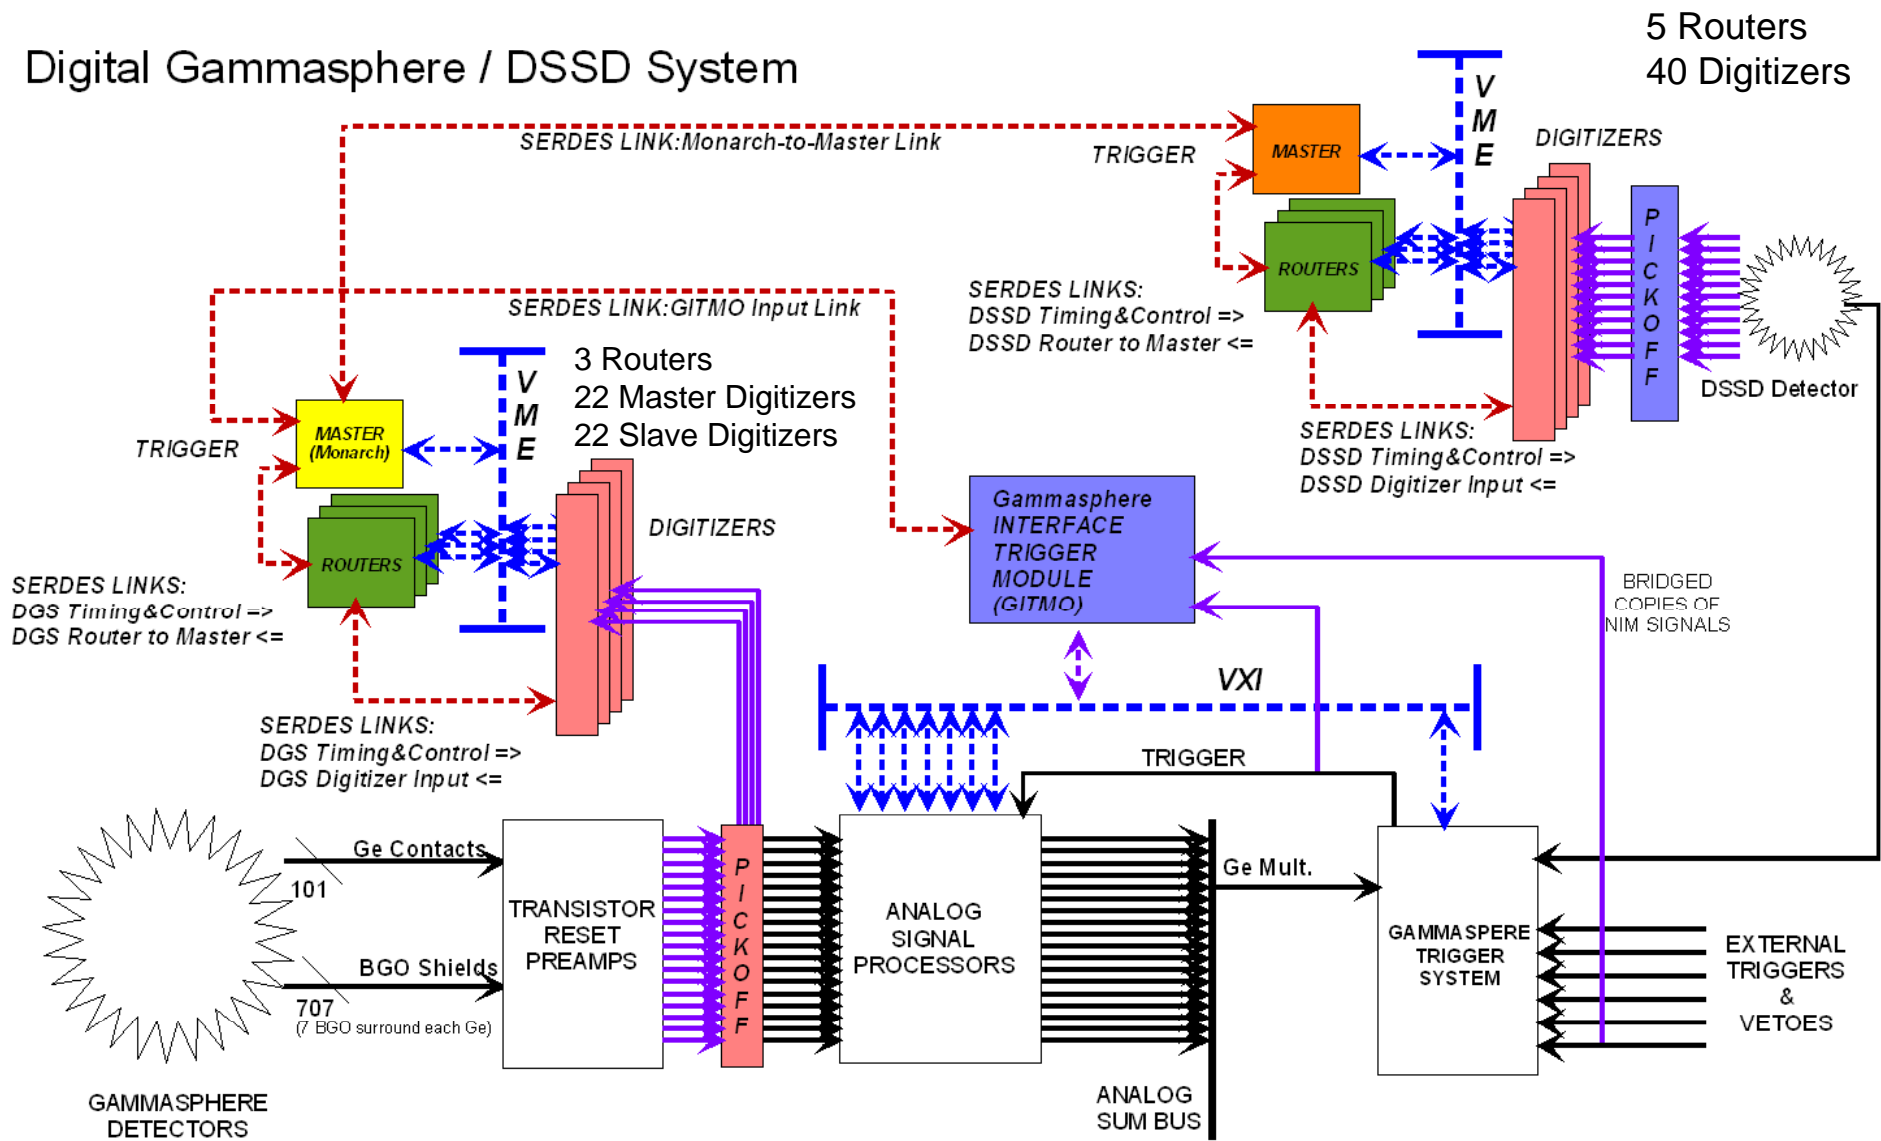 Digital Gammasphere / DSSD System
5 Routers
40 Digitizers
SERDES LINK:Monarch-to-Master Link
TRIGGER
MASTER
V
M
E
DIGITIZERS
ROUTERS
P
I
C
K
O
F
F
DSSD Detector
SERDES LINKS:
DSSD Timing&Control =>
DSSD Router to Master <=
SERDES LINKS:
DSSD Timing&Control =>
DSSD Digitizer Input <=
SERDES LINK:GITMO Input Link
3 Routers
22 Master Digitizers
22 Slave Digitizers
V
M
E
TRIGGER
MASTER
(Monarch)
ROUTERS
DIGITIZERS
SERDES LINKS:
DGS Timing&Control =>
DGS Router to Master <=
SERDES LINKS:
DGS Timing&Control =>
DGS Digitizer Input <=
Gammasphere
INTERFACE
TRIGGER
MODULE
(GITMO)
BRIDGED
COPIES OF
NIM SIGNALS
VXI
TRIGGER
Ge Contacts
101
BGO Shields
707
(7 BGO surround each Ge)
GAMMASPHERE
DETECTORS
TRANSISTOR
RESET
PREAMPS
P
I
C
K
O
F
F
ANALOG
SIGNAL
PROCESSORS
Ge Mult.
ANALOG
SUM BUS
GAMMASPERE
TRIGGER
SYSTEM
EXTERNAL
TRIGGERS
&
VETOES